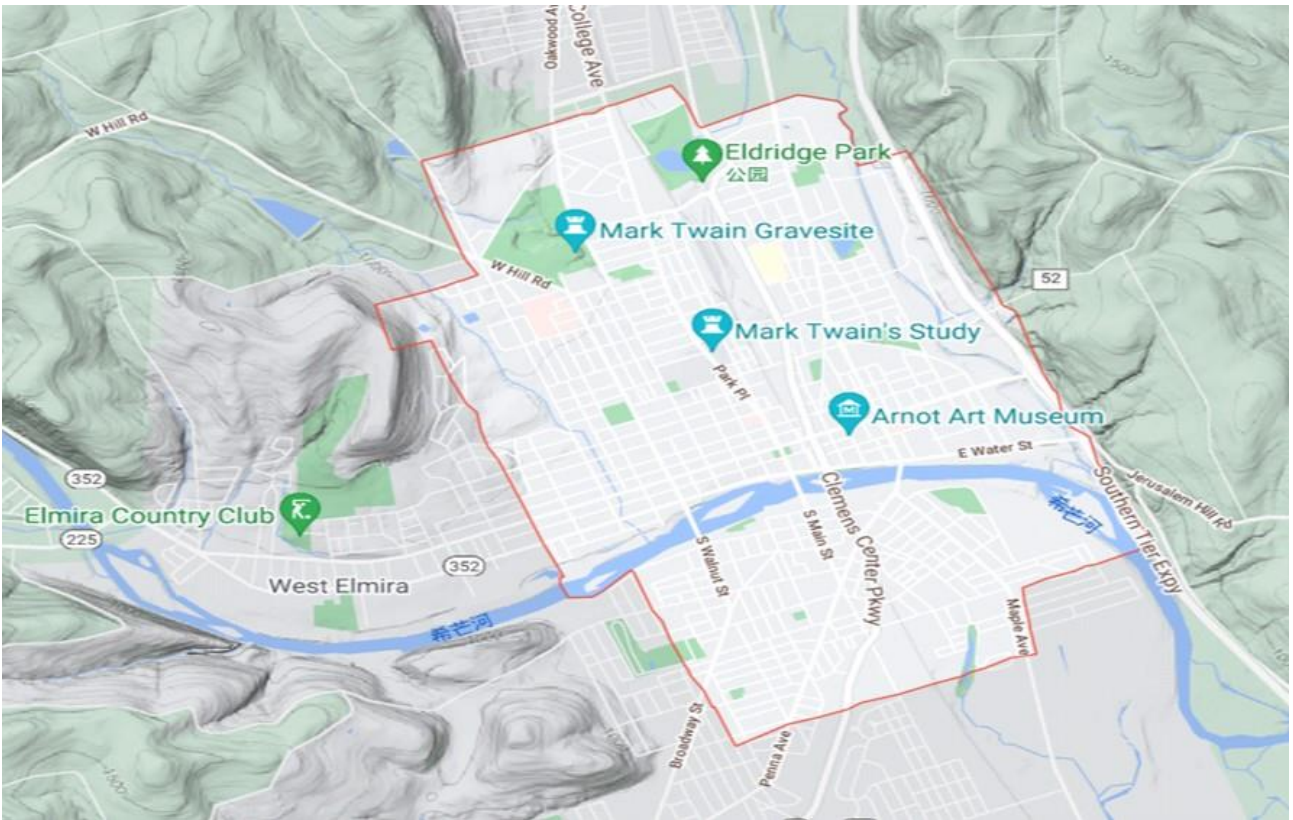 Oakwood Av
College Ave
W Hill Rd
1500
Eldridge Park
公园
Mark Twain Gravesite
W Hill Rd
52
Mark Twain's Study
Park Pl
Arnot Art Museum
E Water St
352
Elmira Country Club
225
352
West Elmira
希芒河
S Walnut St
S Main St
Clemens Center Pkwy
希芒河
Southern Tier Expy
Jerusalem Hill Rd
Maple Ave
Broadway St
Penna Ave
1500